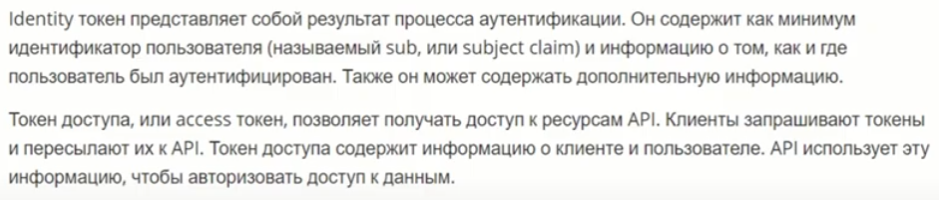 Identity токен представляет собой результат процесса аутентификации. Он содержит как минимум
идентификатор пользователя (называемый sub, или subject claim) и информацию о том, как и где
пользователь был аутентифицирован. Также он может содержать дополнительную информацию.
Токен доступа, или access токен, позволяет получать доступ к ресурсам API. Клиенты запрашивают токены
и пересылают их к API. Токен доступа содержит информацию о клиенте и пользователе. API использует эту
информацию, чтобы авторизовать доступ к данным.